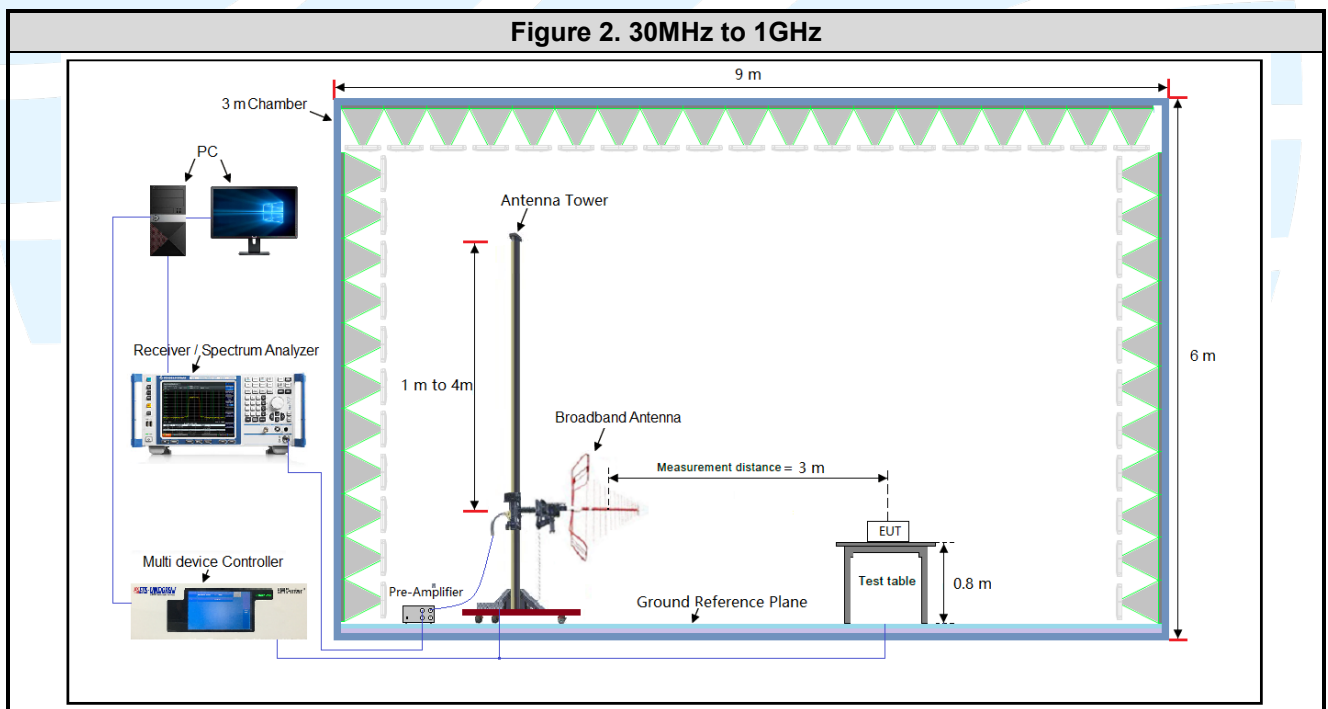 Figure 2. 30MHz to 1GHz
9 m
3 m Chamber
PC
Antenna Tower
Receiver / Spectrum Analyzer
6 m
1 m to 4m
Broadband Antenna
Measurement distance = 3 m
EUT
Multi device Controller
Test table
0.8 m
Pre-Amplifier
Ground Reference Plane